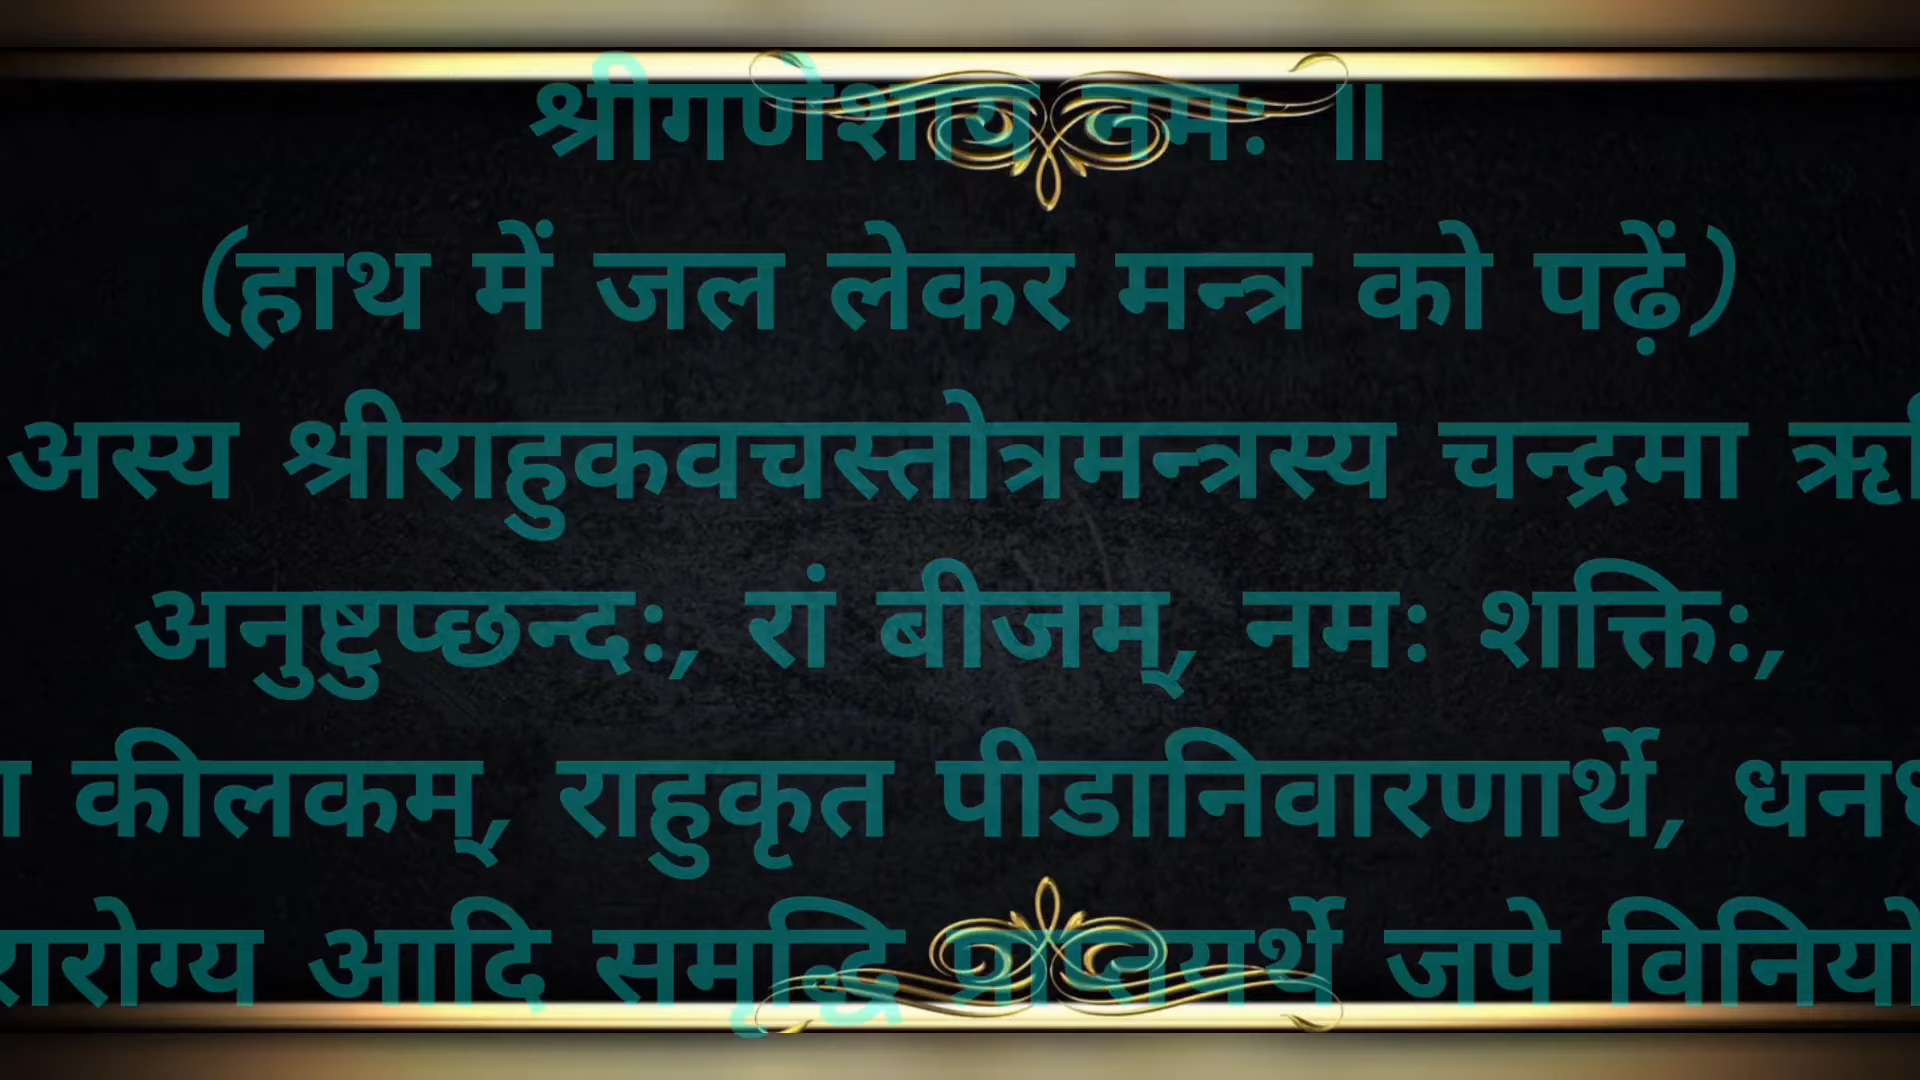 श्रीगणेशाय नमः ॥
(हाथ में जल लेकर मन्त्र को पढ़ें)
अस्य श्रीराहुकवचस्तोत्रमन्त्रस्य चन्द्रमा
अनुष्टुप्छन्दः, रां बीजम्, नमः शक्तिः,
कीलकम्, राहुकृत पीडानिवारणार्थे,
आदि समृद्धि प्राप्तयर्थे जपे